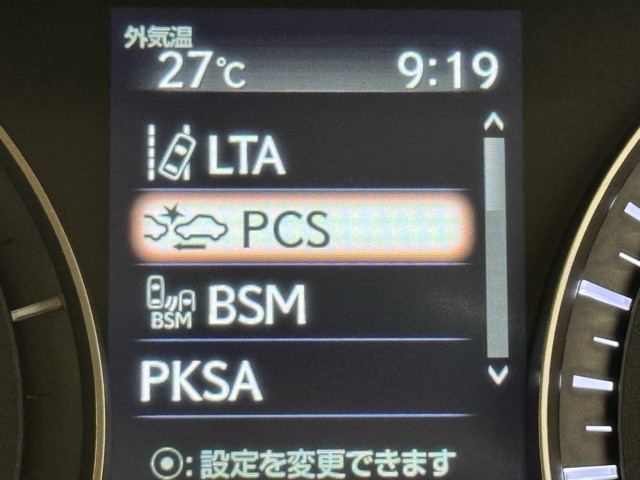 外気温
27℃ 9:19
LTA
PCS
BSM BSM
PKSA
◎: 設定を変更できます